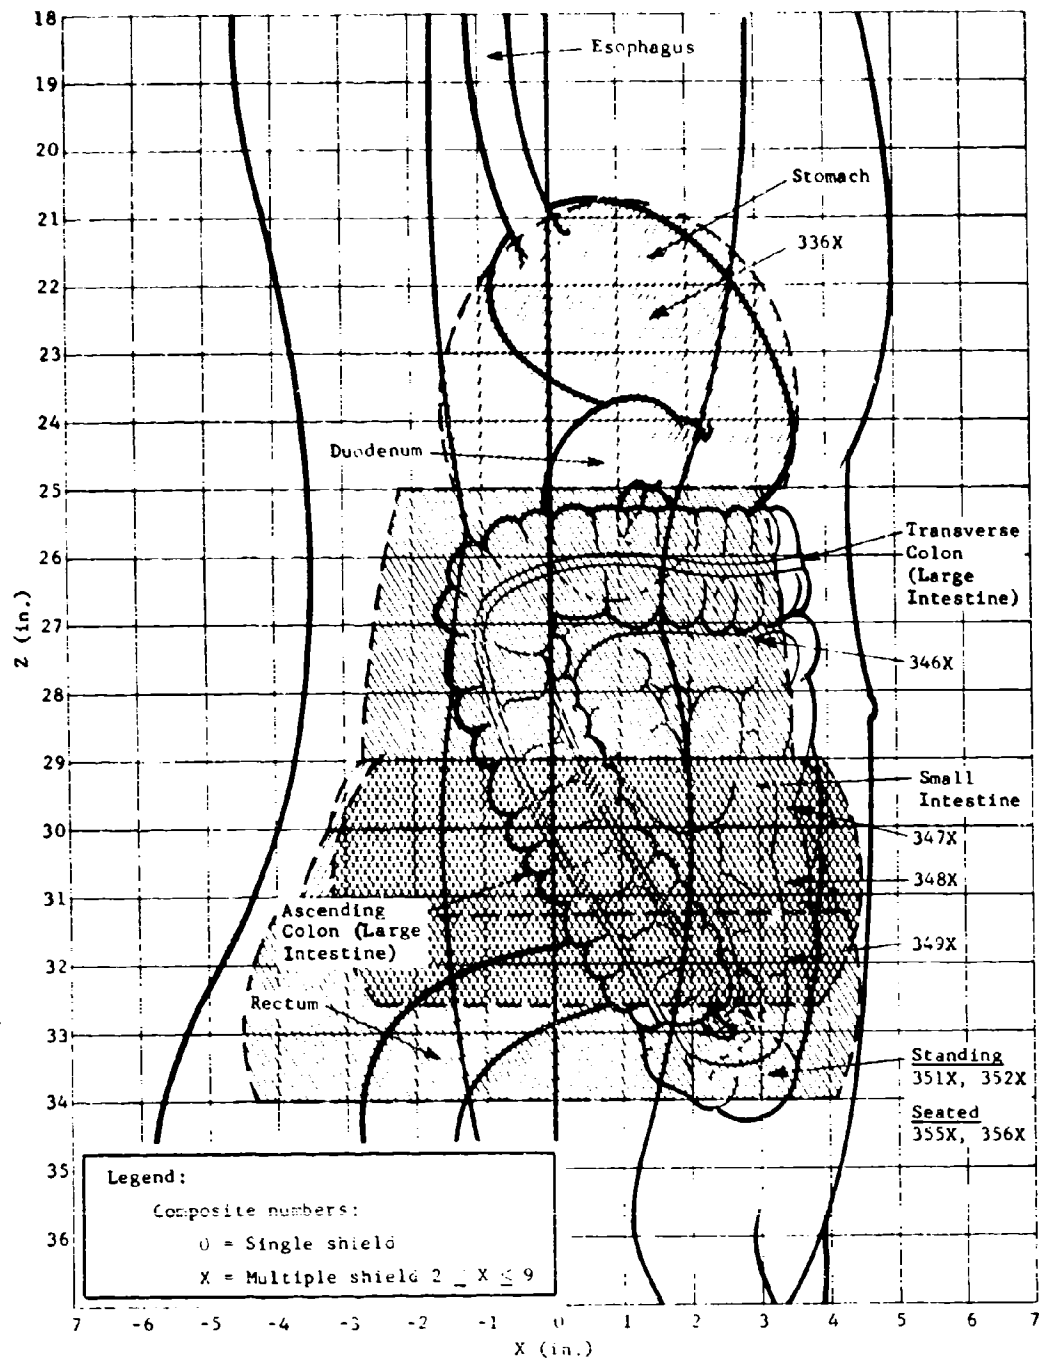 18
19
20
21
22
23
24
25
26
27
28
29
30
31
32
33
34
35
36
Z (in.)
Esophagus
Stomach
336X
Duodenum
Transverse
Colon
(Large
Intestine)
346X
Small
Intestine
347X
348X
349X
Ascending
Colon (Large
Intestine)
Rectum
Standing
351X, 352X
Seated
355X, 356X
Legend:
Composite numbers:
0 = Single shield
X = Multiple shield 2 ≤ X ≤ 9
7 -6 -5 -4 -3 -2 -1 0 1 2 3 4 5 6 7
X (in.)